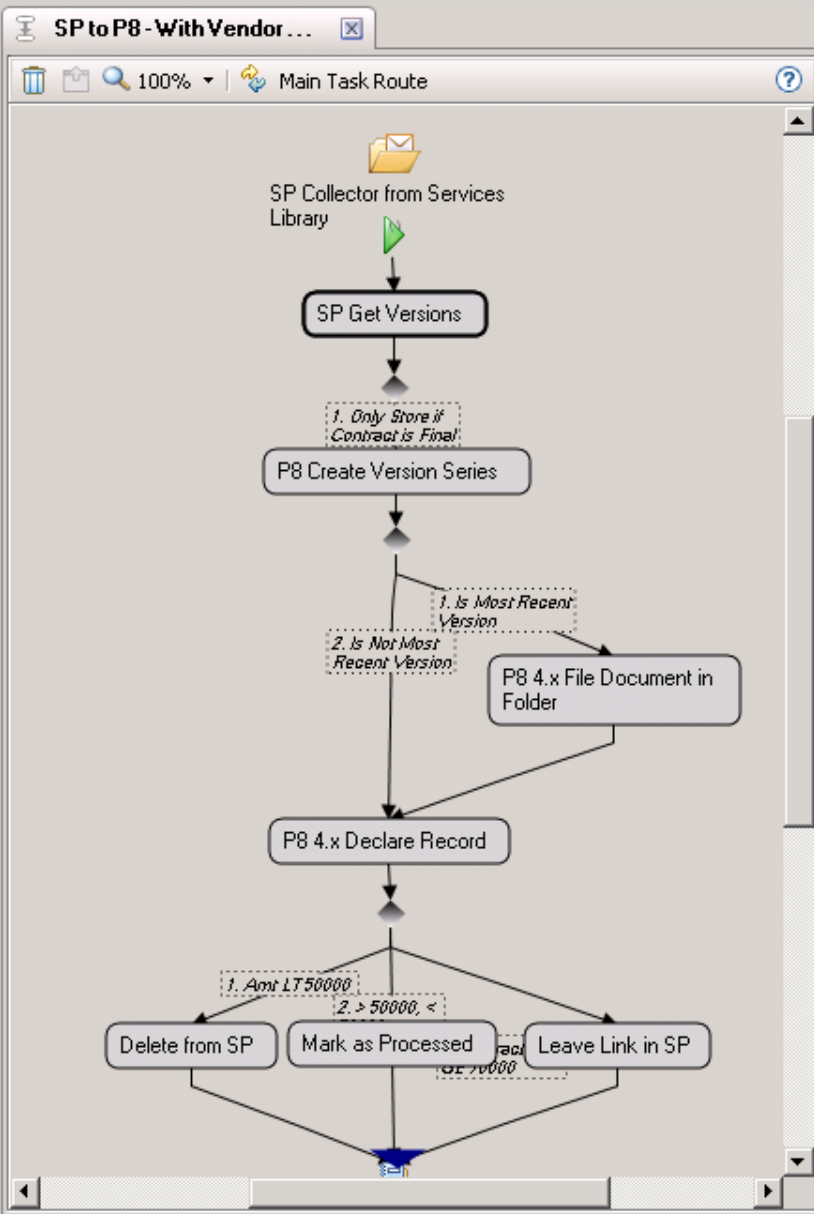 SP to P8 - With Vendor...
100%
Main Task Route
SP Collector from Services
Library
SP Get Versions
1. Only Store if
Contract is Final
P8 Create Version Series
1. Is Most Recent
Version
2. Is Not Most
Recent Version
P8 4.x File Document in
Folder
P8 4.x Declare Record
1. Amt LT 50000
2. > 50000, <
Delete from SP
Mark as Processed
Leave Link in SP